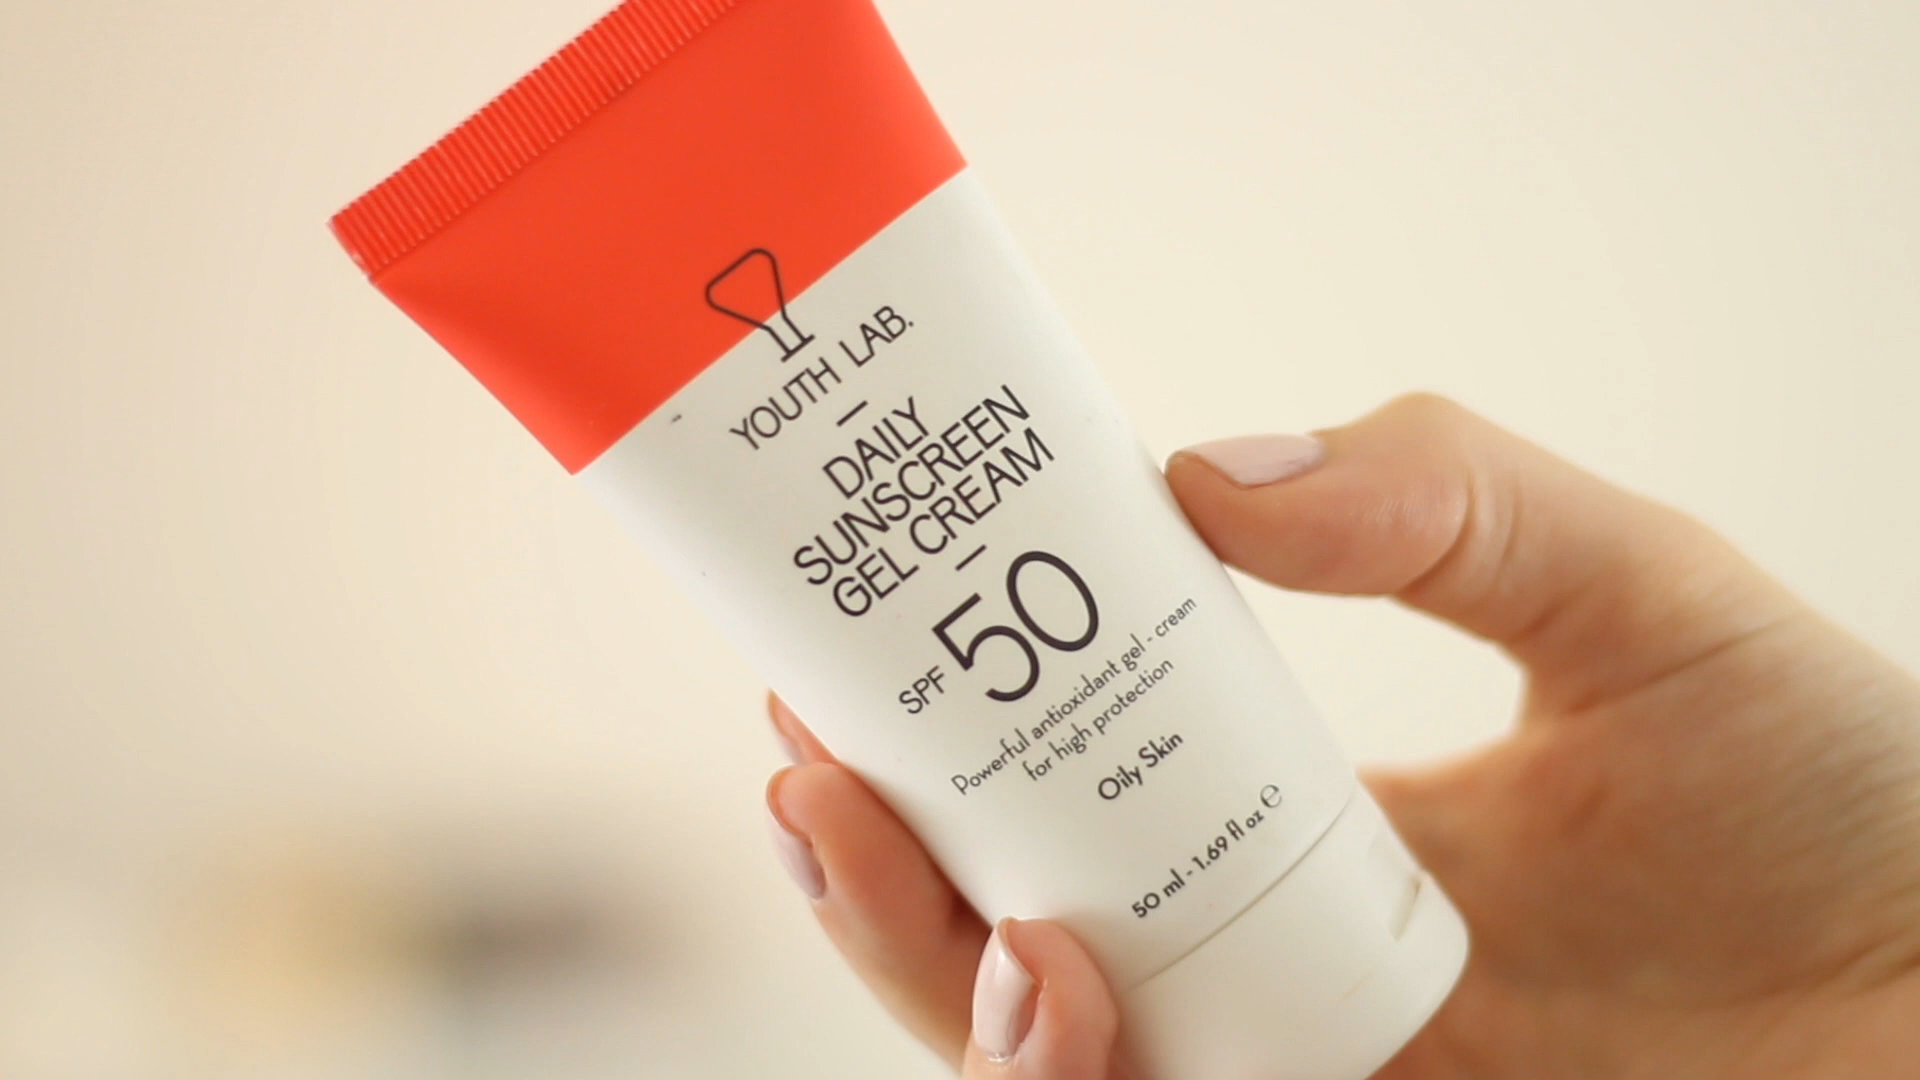 YOUTH LAB.
DAILY
SUNSCREEN
GEL CREAM
SPF 50
Powerful antioxidant gel - cream
for high protection
Oily Skin
50 ml - 1.69 fl oz ℮